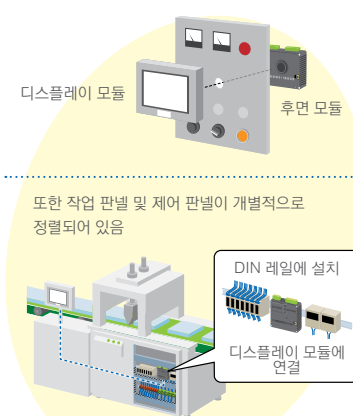 디스플레이 모듈
후면 모듈
또한 작업 판넬 및 제어 판넬이 개별적으로
정렬되어 있음
DIN 레일에 설치
디스플레이 모듈에
연결